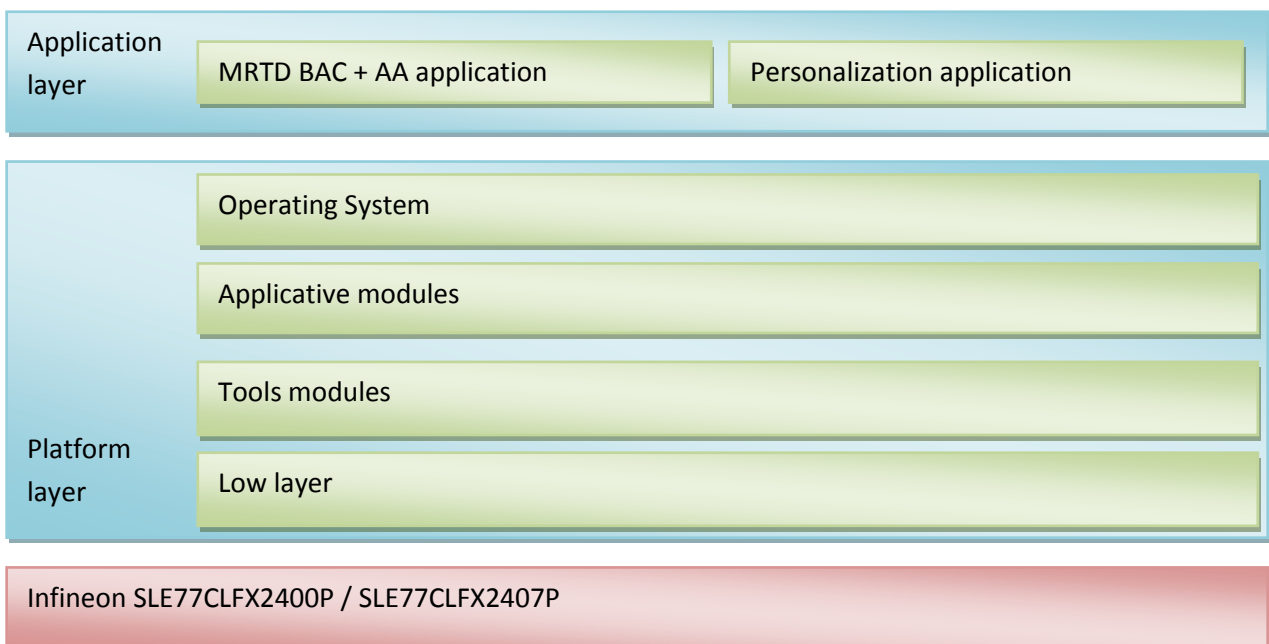 Application
layer
MRTD BAC + AA application
Personalization application
Operating System
Applicative modules
Tools modules
Platform
layer
Low layer
Infineon SLE77CLFX2400P / SLE77CLFX2407P